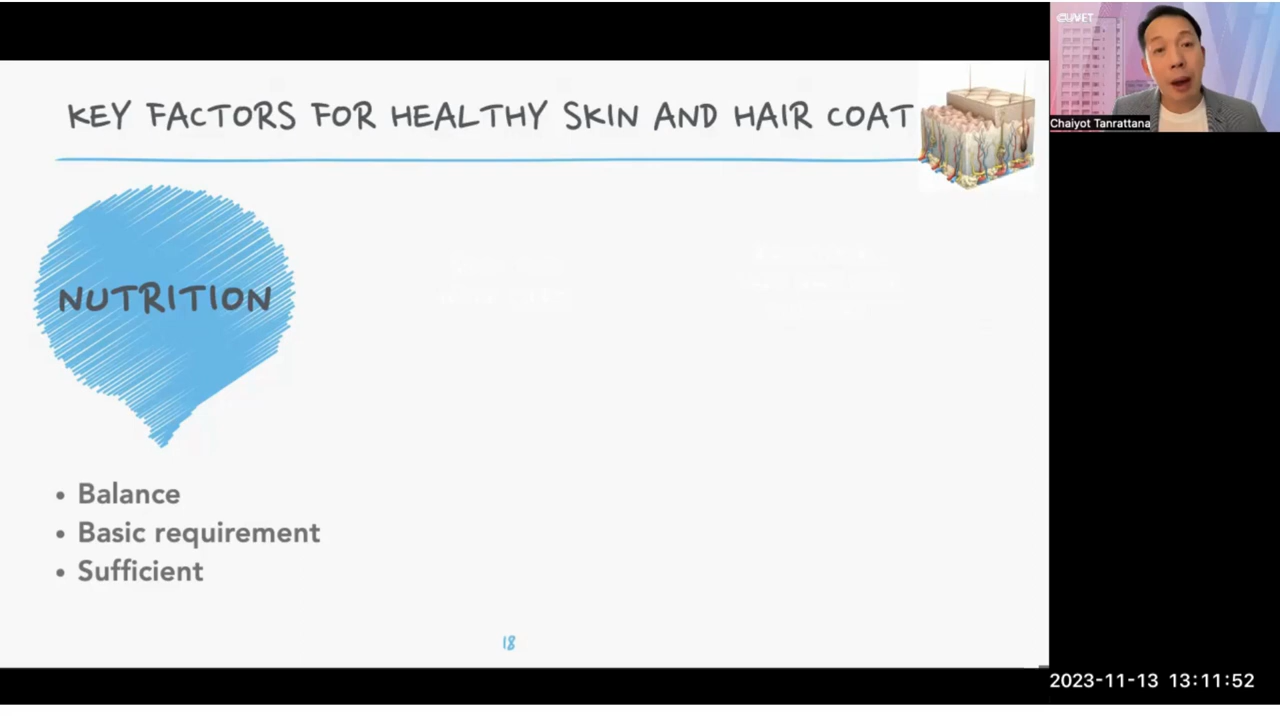 KEY FACTORS FOR HEALTHY SKIN AND HAIR COAT
NUTRITION
• Balance
• Basic requirement
• Sufficient
18
CUVET
Chaiyot Tanrattana
2023-11-13 13:11:52